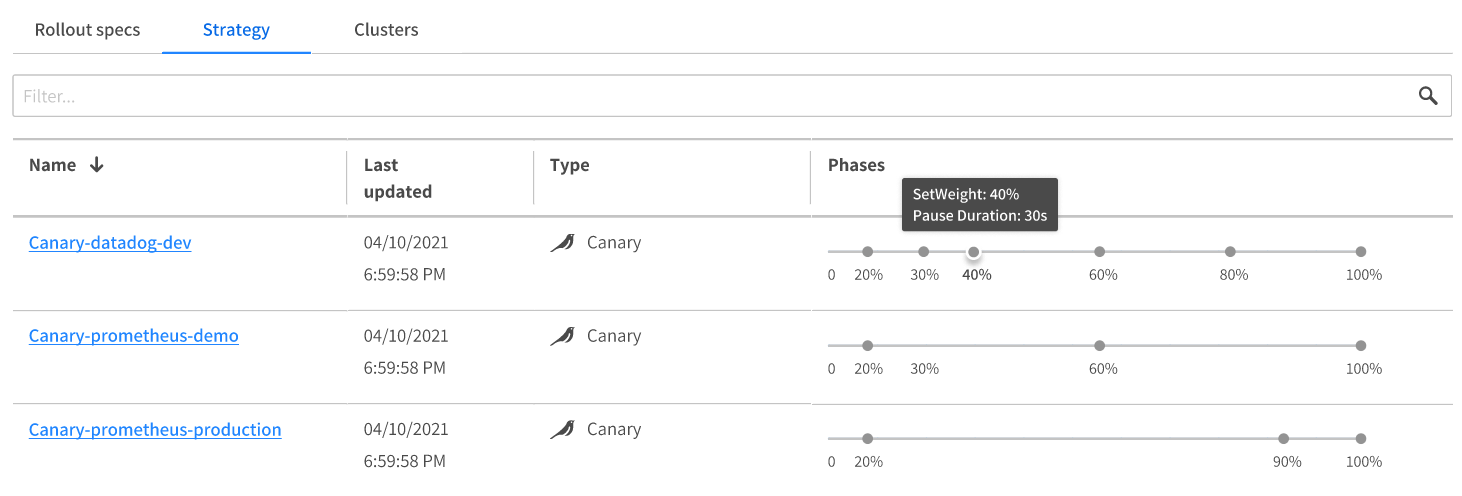 Rollout specs
Strategy
Clusters
Filter...
Name
Last
updated
Type
Phases
SetWeight: 40%
Pause Duration: 30s
Canary-datadog-dev
04/10/2021
6:59:58 PM
Canary
0 20% 30% 40% 60% 80% 100%
Canary-prometheus-demo
04/10/2021
6:59:58 PM
Canary
0 20% 30% 60% 100%
Canary-prometheus-production
04/10/2021
6:59:58 PM
Canary
0 20% 90% 100%